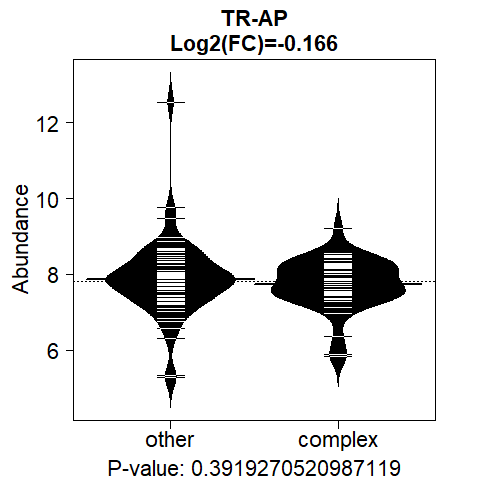 TR-AP
Log2(FC)=-0.166
Abundance
12
10
8
6
other complex
P-value: 0.3919270520987119